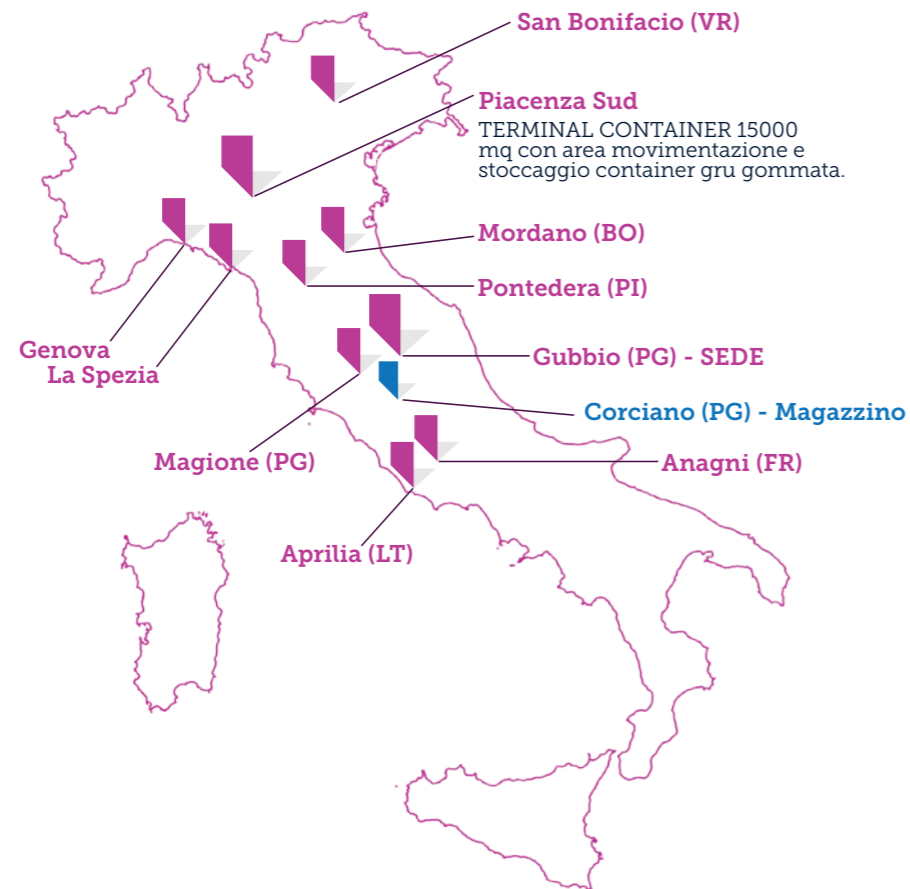 San Bonifacio (VR)
Piacenza Sud
TERMINAL CONTAINER 15000
mq con area movimentazione e
stoccaggio container gru gommata.
Mordano (BO)
Pontedera (PI)
Genova
La Spezia
Gubbio (PG) - SEDE
Corciano (PG) - Magazzino
Magione (PG)
Anagni (FR)
Aprilia (LT)